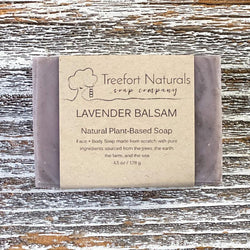 Treefort Naturals
soap company
LAVENDER BALSAM
Natural Plant-Based Soap
Face + Body Soap made from scratch with pure
ingredients sourced from the trees, the earth,
the farm, and the sea.
4.5 oz / 128 g